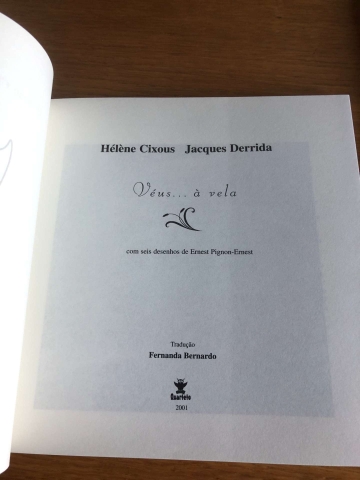 Hélène Cixous Jacques Derrida
Véus... à vela
com seis desenhos de Ernest Pignon-Ernest
Tradução
Fernanda Bernardo
Quarteto
2001